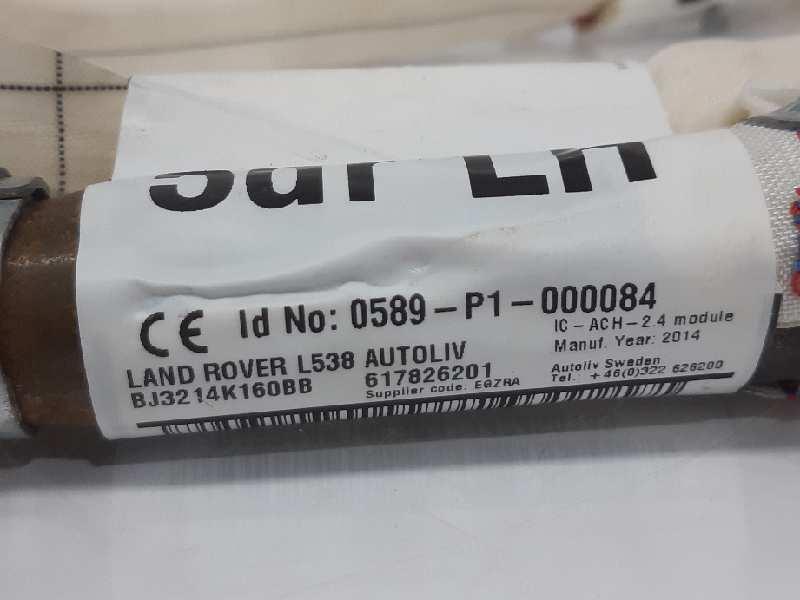 5dr LH
CE Id No: 0589-P1-000084
IC-ACH-2.4 module
LAND ROVER L538 AUTOLIV
Manuf. Year: 2014
BJ3214K160BB
617826201
Autoliv Sweden
Supplier code: EGZRA
Tel.: +46(0)322 626200